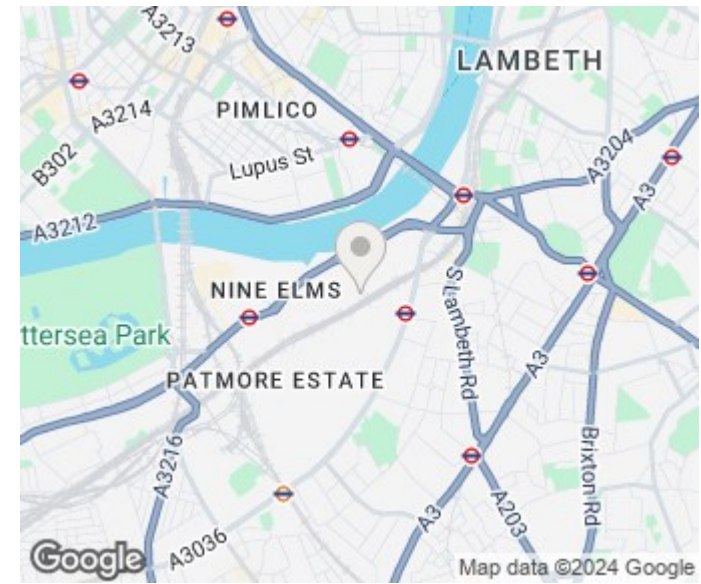 A3213
LAMBETH
PIMLICO
A3214
Lupus St
B302
A3204
A3
A3212
NINE ELMS
S Lambeth Rd
ttersea Park
A3
PATMORE ESTATE
A3216
Brixton Rd
A3
A203
A3036
Google
Map data ©2024 Google